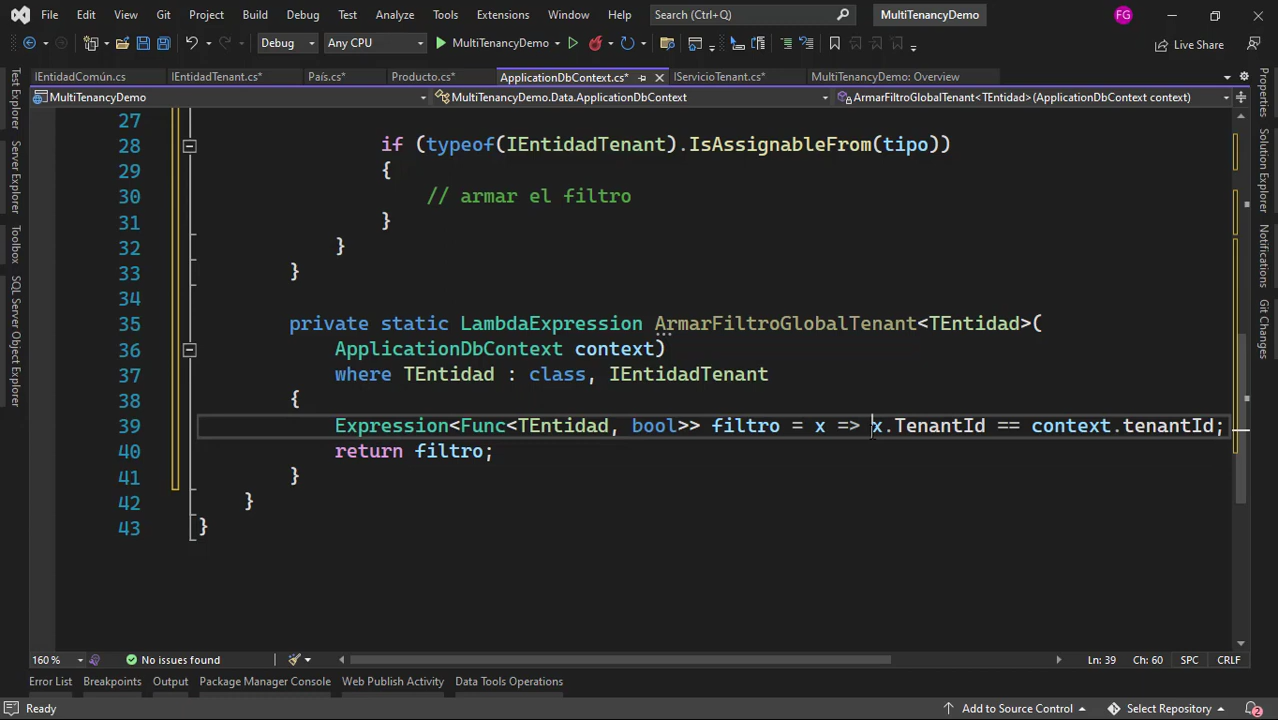 File Edit View Git Project Build Debug Test Analyze Tools Extensions Window Help Search (Ctrl+Q) MultiTenancyDemo FG
Debug Any CPU MultiTenancyDemo Live Share
IEntidadComún.cs IEntidadTenant.cs* País.cs* Producto.cs* ApplicationDbContext.cs* IServicioTenant.cs* MultiTenancyDemo: Overview
MultiTenancyDemo MultiTenancyDemo.Data.ApplicationDbContext ArmarFiltroGlobalTenant<TEntidad>(ApplicationDbContext context)
Test Explorer
Server Explorer
Toolbox
SQL Server Object Explorer
27
28 if (typeof(IEntidadTenant).IsAssignableFrom(tipo))
29 {
30 // armar el filtro
31 }
32 }
33 }
34
35 private static LambdaExpression ArmarFiltroGlobalTenant<TEntidad>(
36 ApplicationDbContext context)
37 where TEntidad : class, IEntidadTenant
38 {
39 Expression<Func<TEntidad, bool>> filtro = x => x.TenantId == context.tenantId;
40 return filtro;
41 }
42 }
43 }
Properties
Solution Explorer
Notifications
Git Changes
160 % No issues found Ln: 39 Ch: 60 SPC CRLF
Error List Breakpoints Output Package Manager Console Web Publish Activity Data Tools Operations
Ready Add to Source Control Select Repository 2